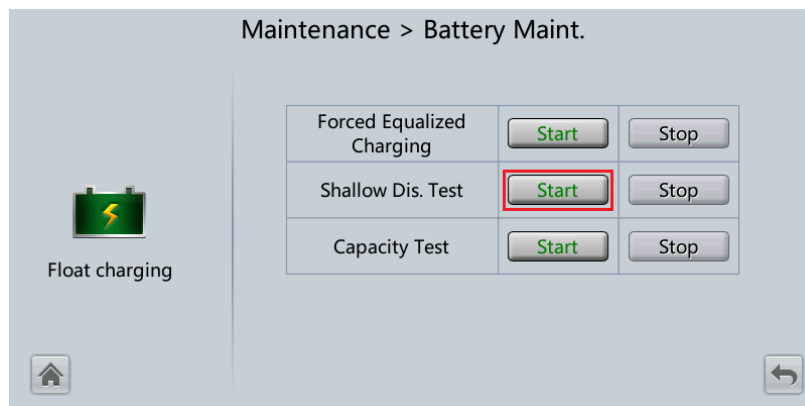 Maintenance > Battery Maint.
Forced Equalized
Charging
Start
Stop
Shallow Dis. Test
Start
Stop
Capacity Test
Start
Stop
Float charging